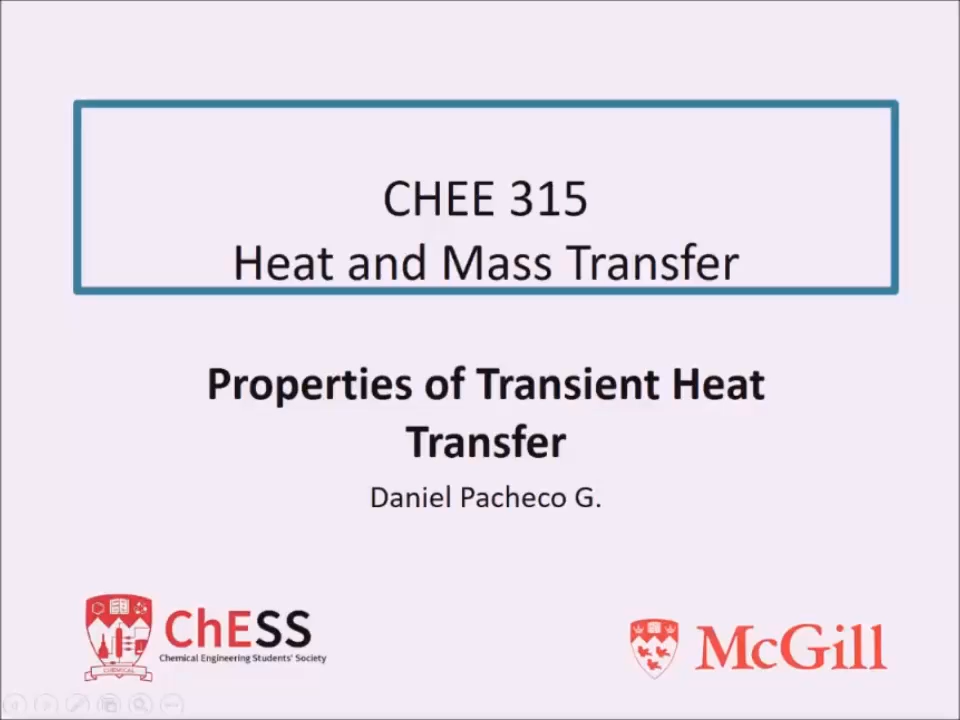 CHEE 315
Heat and Mass Transfer
Properties of Transient Heat
Transfer
Daniel Pacheco G.
ChESS
Chemical Engineering Students' Society
CHEMICAL
McGill